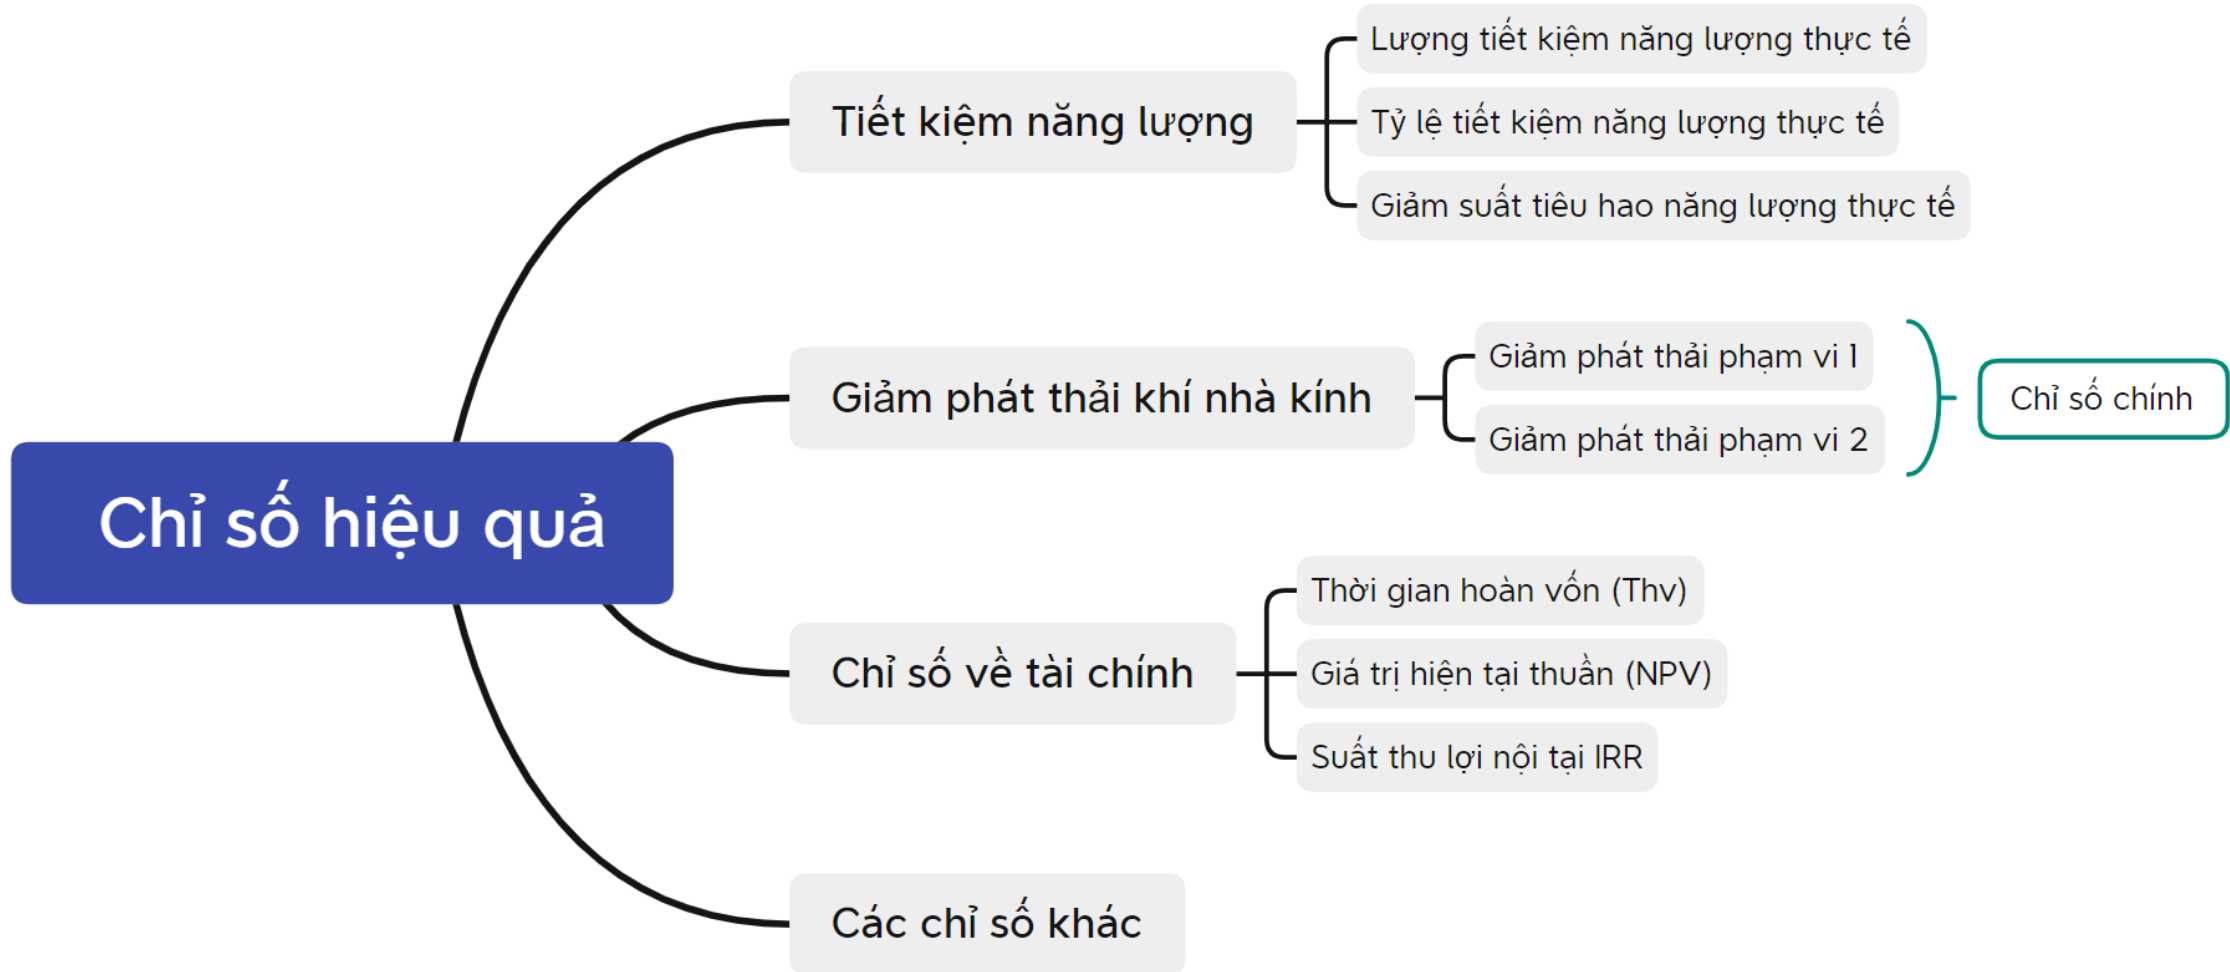 Chỉ số hiệu quả
Tiết kiệm năng lượng
Lượng tiết kiệm năng lượng thực tế
Tỷ lệ tiết kiệm năng lượng thực tế
Giảm suất tiêu hao năng lượng thực tế
Giảm phát thải khí nhà kính
Giảm phát thải phạm vi 1
Giảm phát thải phạm vi 2
Chỉ số chính
Chỉ số về tài chính
Thời gian hoàn vốn (Thv)
Giá trị hiện tại thuần (NPV)
Suất thu lợi nội tại IRR
Các chỉ số khác